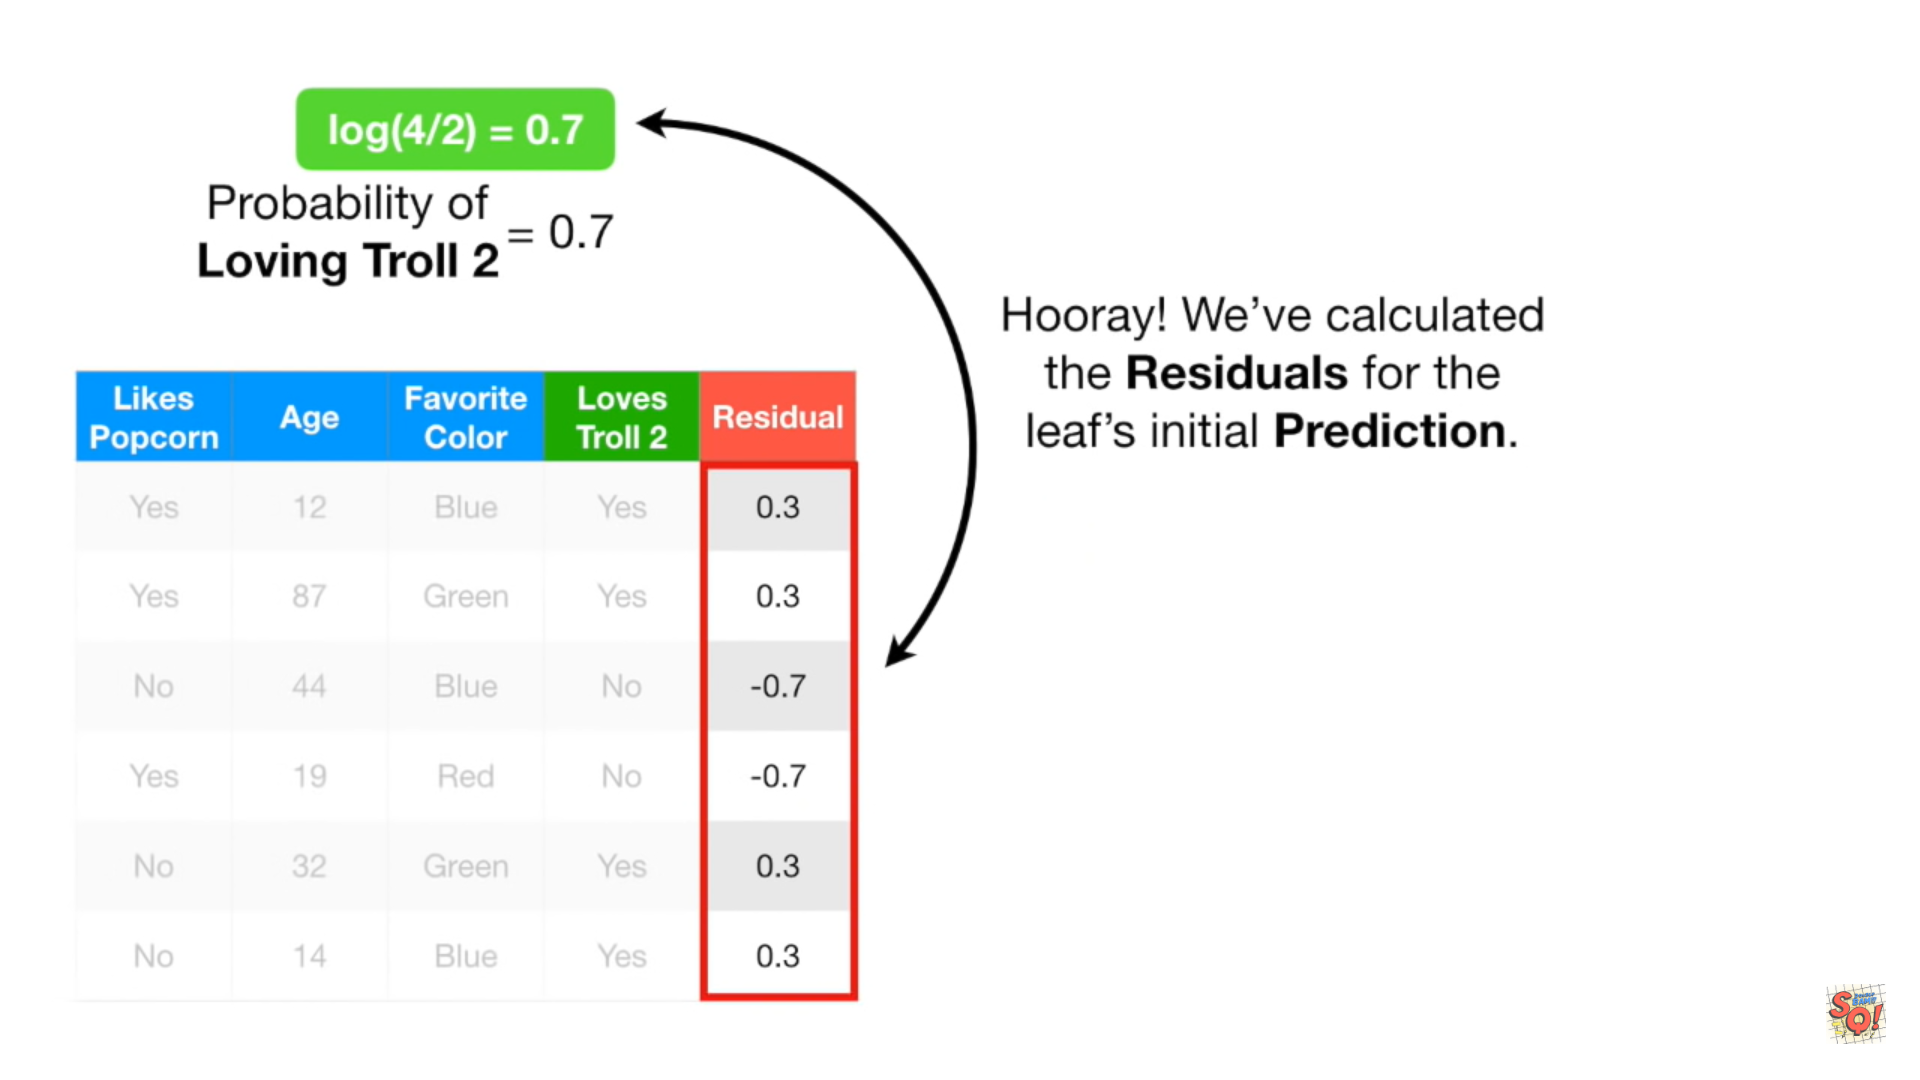 log(4/2) = 0.7
Probability of
Loving Troll 2 = 0.7
Hooray! We’ve calculated
the Residuals for the
leaf’s initial Prediction.
Likes Popcorn Age Favorite Color Loves Troll 2 Residual
Yes 12 Blue Yes 0.3
Yes 87 Green Yes 0.3
No 44 Blue No -0.7
Yes 19 Red No -0.7
No 32 Green Yes 0.3
No 14 Blue Yes 0.3
SQ!